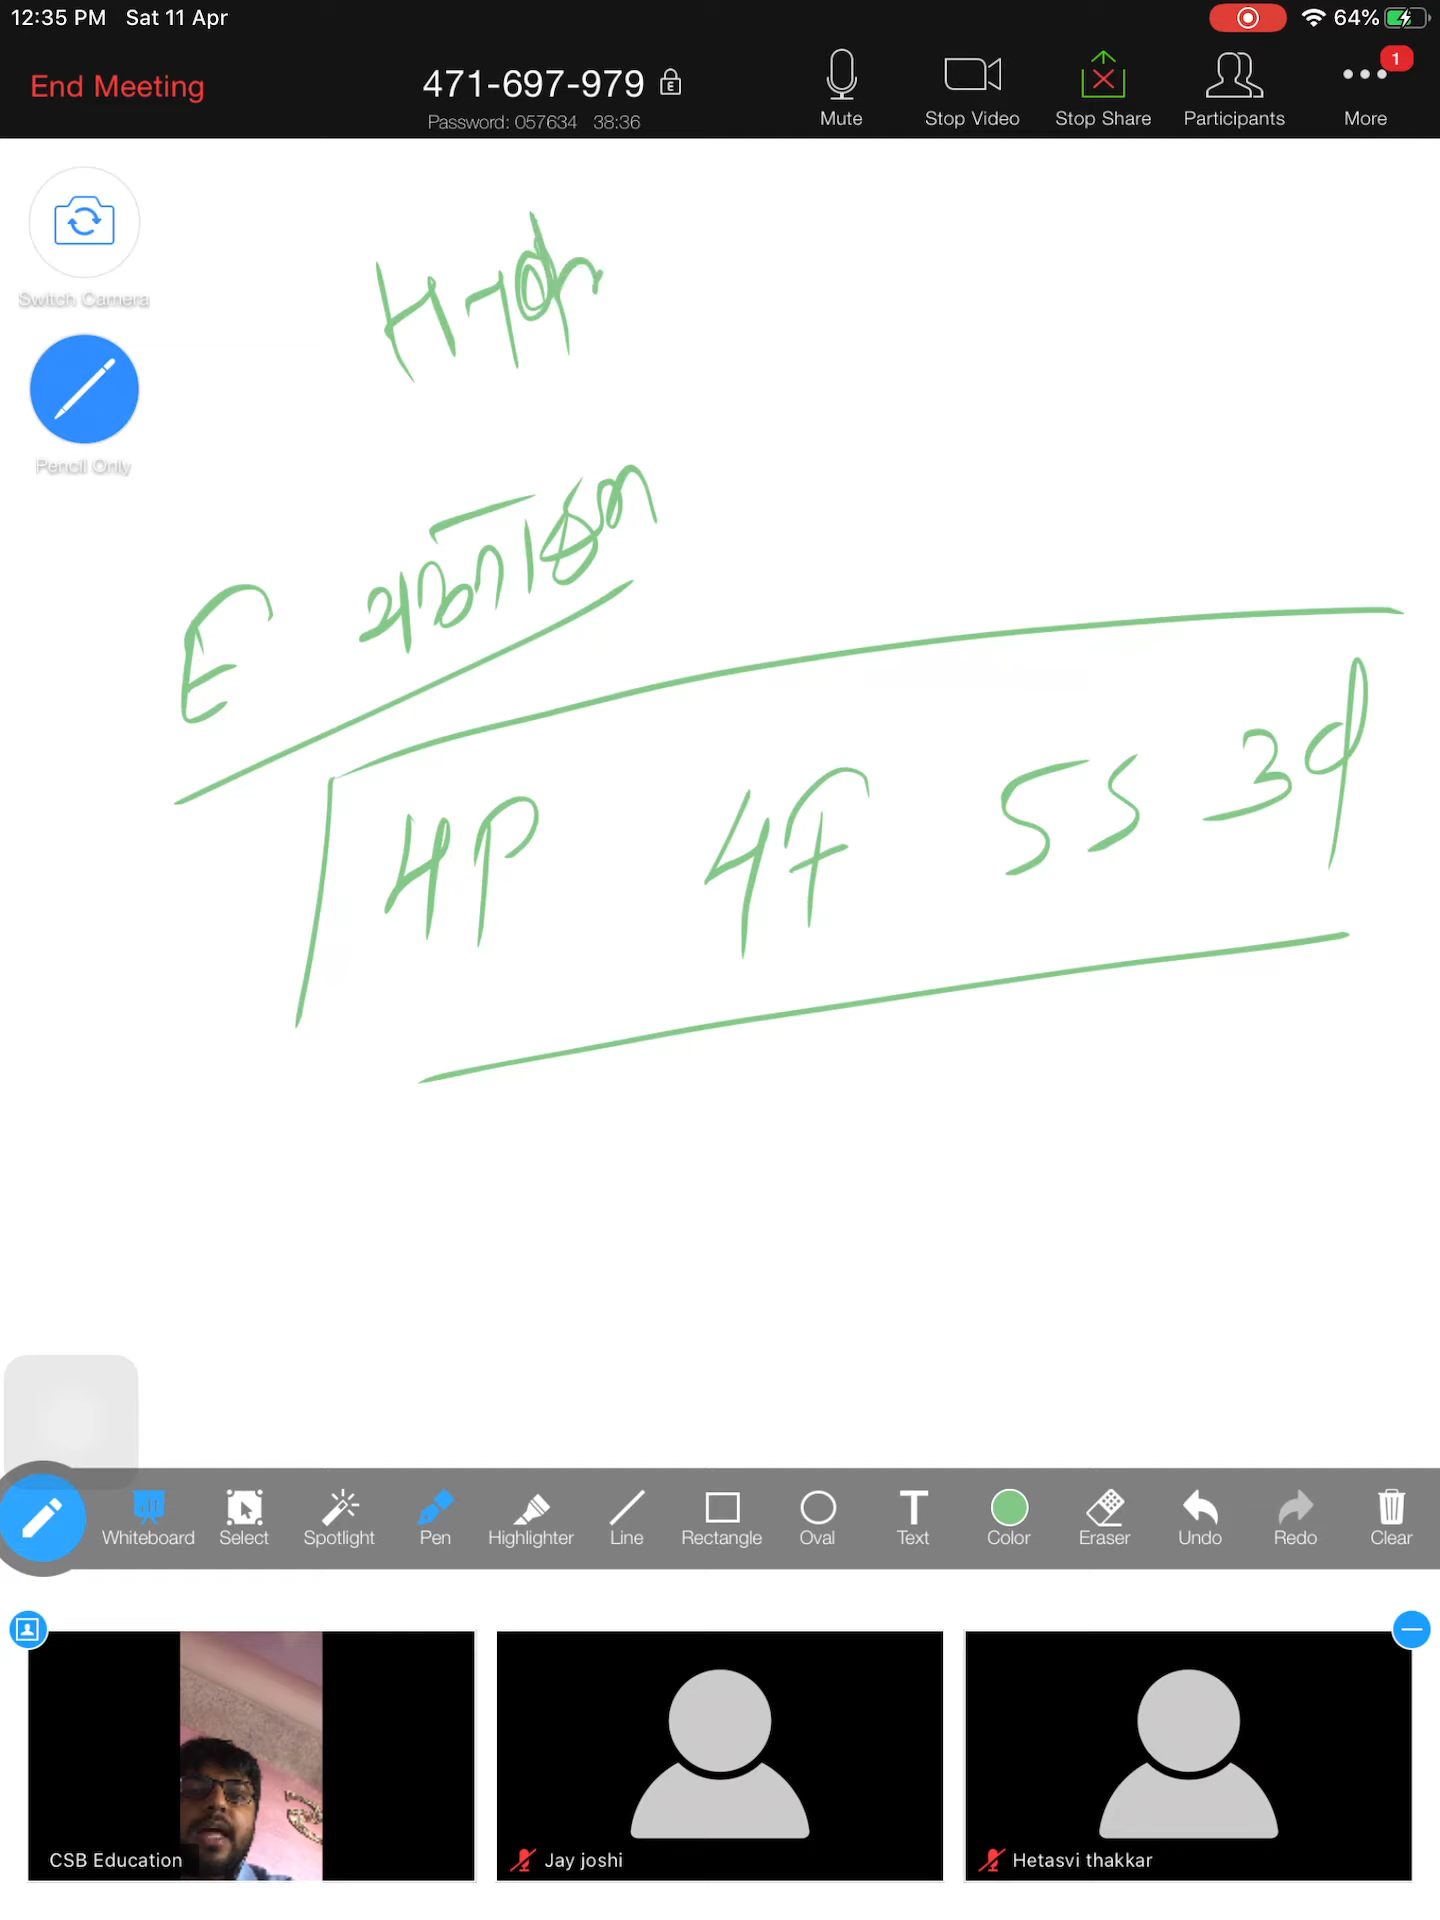 12:35 PM Sat 11 Apr
64%
End Meeting
471-697-979
Password: 057634 38:36
Mute
Stop Video
Stop Share
Participants
1
More
Switch Camera
Pencil Only
E
4p 4f 5s 3d
Whiteboard
Select
Spotlight
Pen
Highlighter
Line
Rectangle
Oval
Text
Color
Eraser
Undo
Redo
Clear
CSB Education
Jay joshi
Hetasvi thakkar